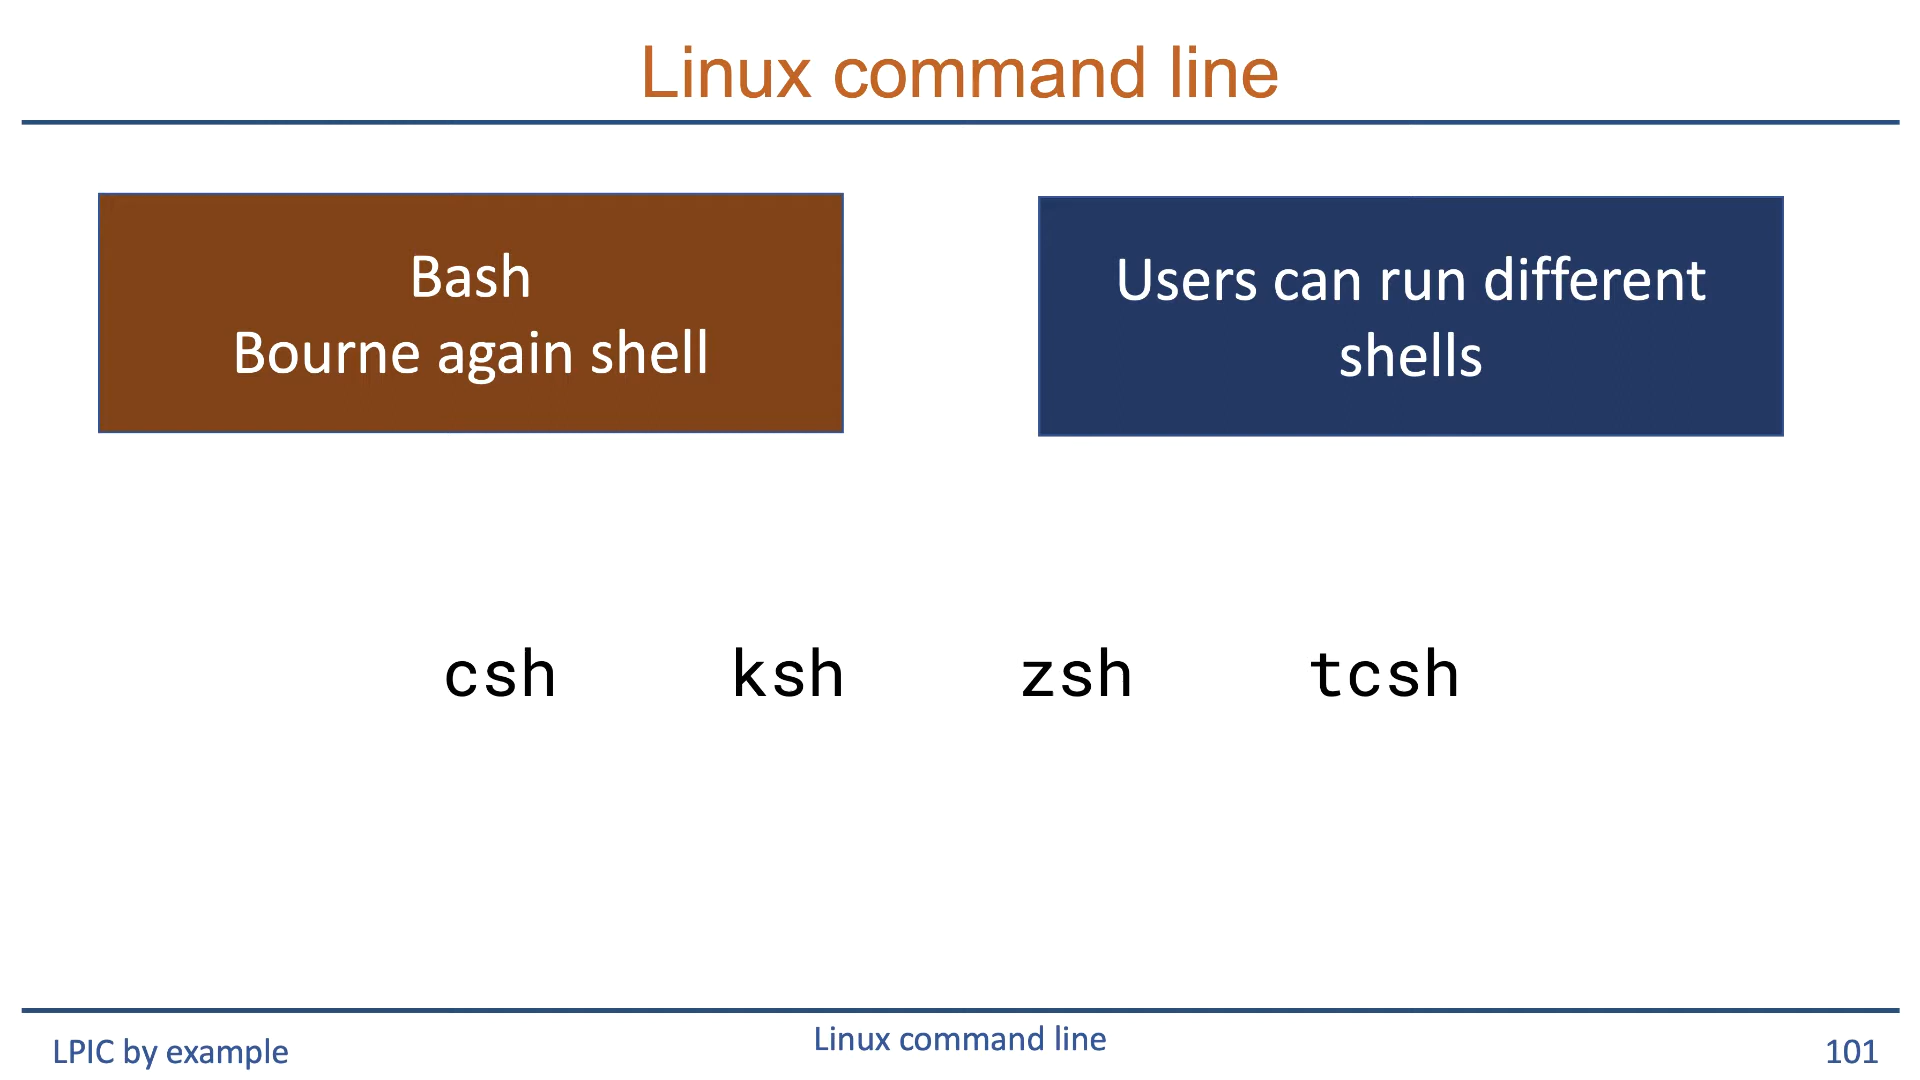 Linux command line
Bash
Bourne again shell
Users can run different
shells
csh ksh zsh tcsh
LPIC by example
Linux command line
101